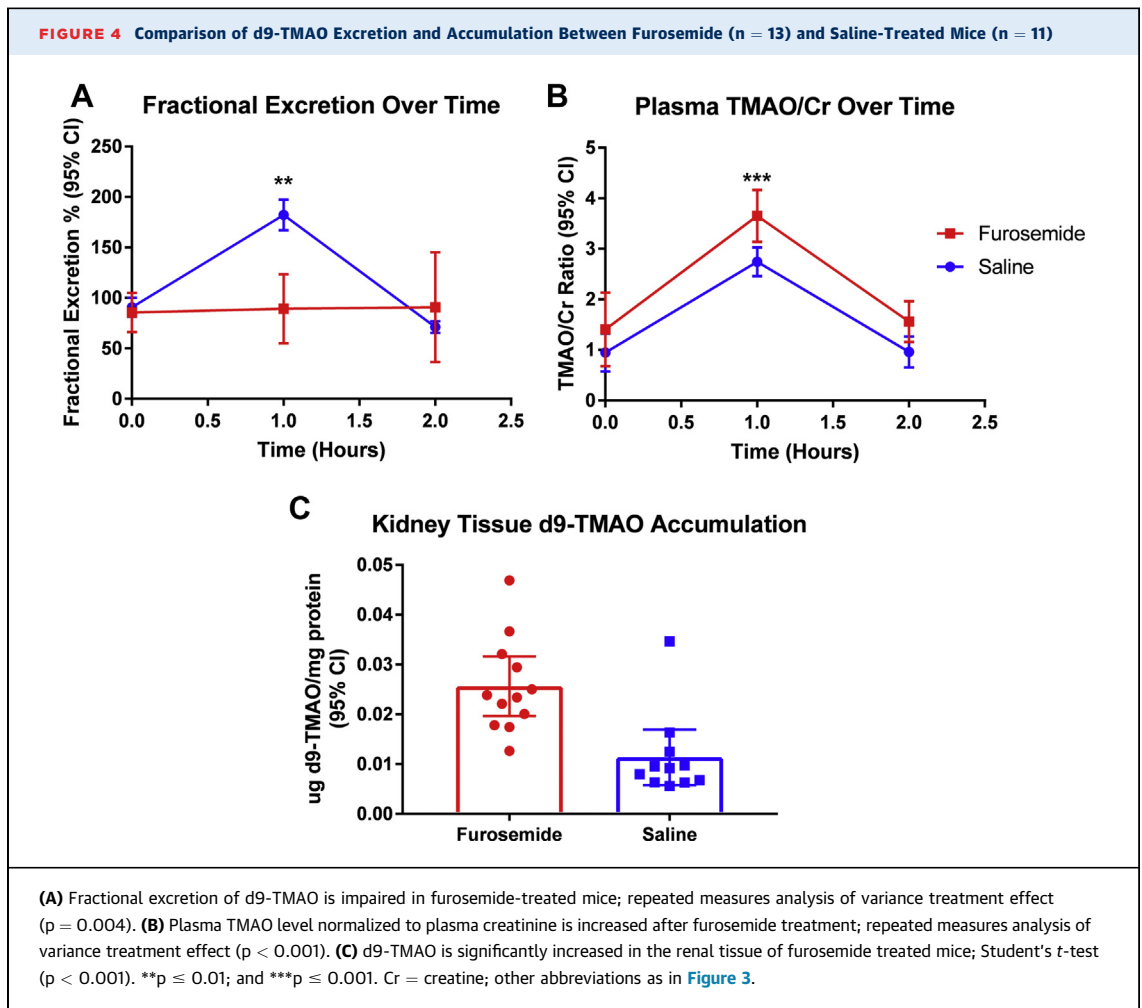 FIGURE 4 Comparison of d9-TMAO Excretion and Accumulation Between Furosemide (n = 13) and Saline-Treated Mice (n = 11)
A
Fractional Excretion Over Time
Fractional Excretion % (95% CI)
250
200
150
100
50
0
**
0.0 0.5 1.0 1.5 2.0 2.5
Time (Hours)
B
Plasma TMAO/Cr Over Time
TMAO/Cr Ratio (95% CI)
5
4
3
2
1
0
***
0.0 0.5 1.0 1.5 2.0 2.5
Time (Hours)
Furosemide
Saline
C
Kidney Tissue d9-TMAO Accumulation
ug d9-TMAO/mg protein
(95% CI)
0.05
0.04
0.03
0.02
0.01
0.00
Furosemide Saline
(A) Fractional excretion of d9-TMAO is impaired in furosemide-treated mice; repeated measures analysis of variance treatment effect
(p = 0.004). (B) Plasma TMAO level normalized to plasma creatinine is increased after furosemide treatment; repeated measures analysis of
variance treatment effect (p < 0.001). (C) d9-TMAO is significantly increased in the renal tissue of furosemide treated mice; Student's t-test
(p < 0.001). **p ≤ 0.01; and ***p ≤ 0.001. Cr = creatine; other abbreviations as in Figure 3.